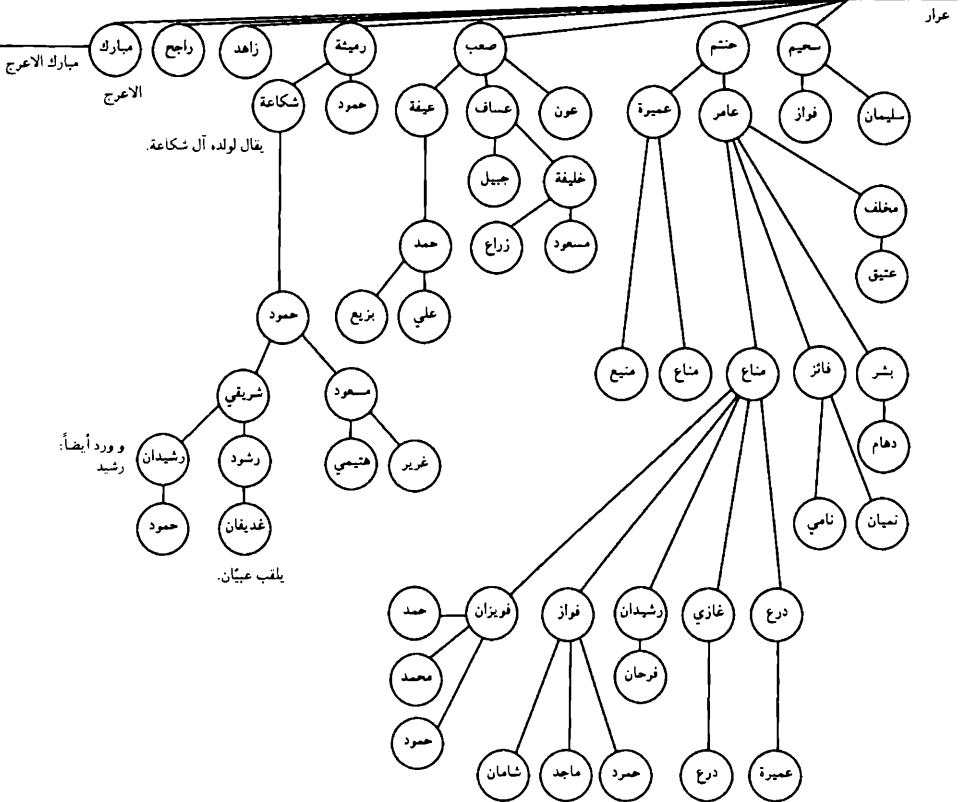 عرار
سحيم
حنتم
صعب
رميثة
زاهد
راجح
مبارك
مبارك الاعرج
الاعرج
سليمان
فواز
عامر
عميرة
عون
عساف
عيفة
حمود
شكاعة
يقال لولده آل شكاعة.
خليفة
جبيل
مخلف
مسعود
زراع
حمد
عتيق
علي
بزيع
حمود
بشر
فائز
مناع
مناع
منيع
مسعود
شريقي
دهام
غرير
هتيمي
رشود
رشيدان
و ورد أيضاً:
رشيد
نميان
نامي
غديفان
حمود
يلقب عبيّان.
درع
غازي
رشيدان
فواز
فويزان
حمد
فرحان
محمد
حمود
عميرة
درع
حمرد
ماجد
شامان